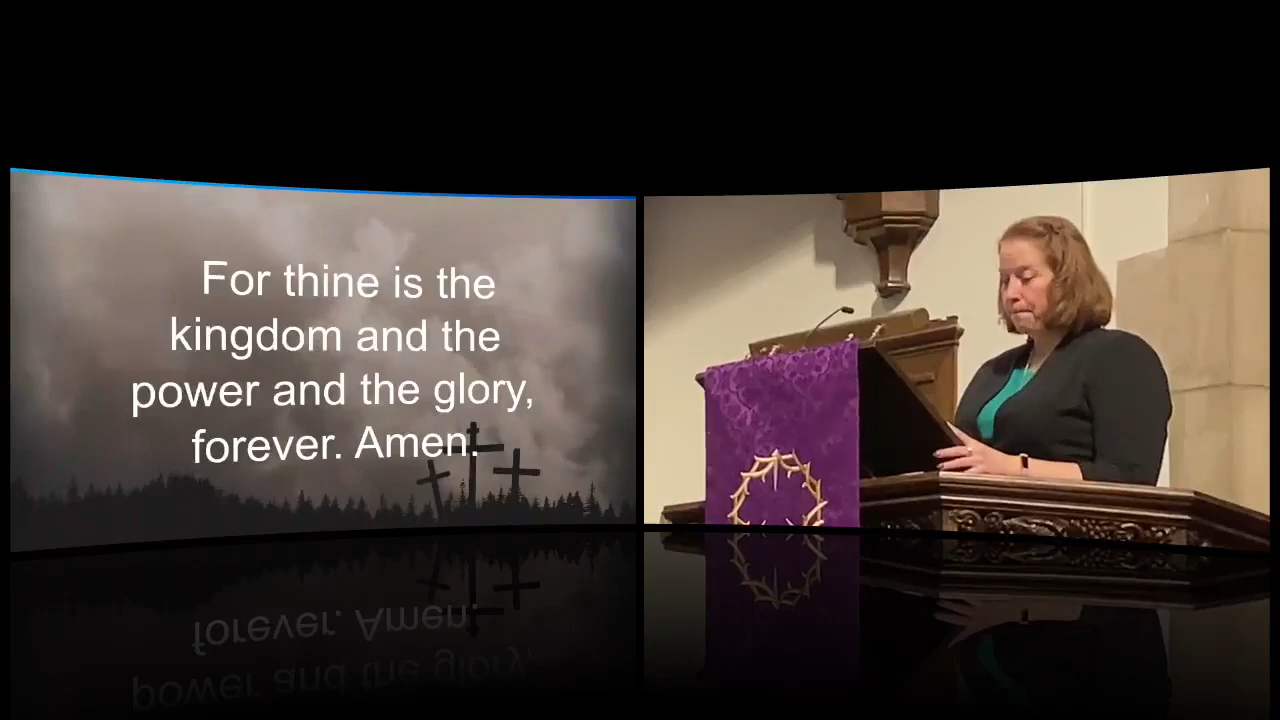 For thine is the
kingdom and the
power and the glory,
forever. Amen.